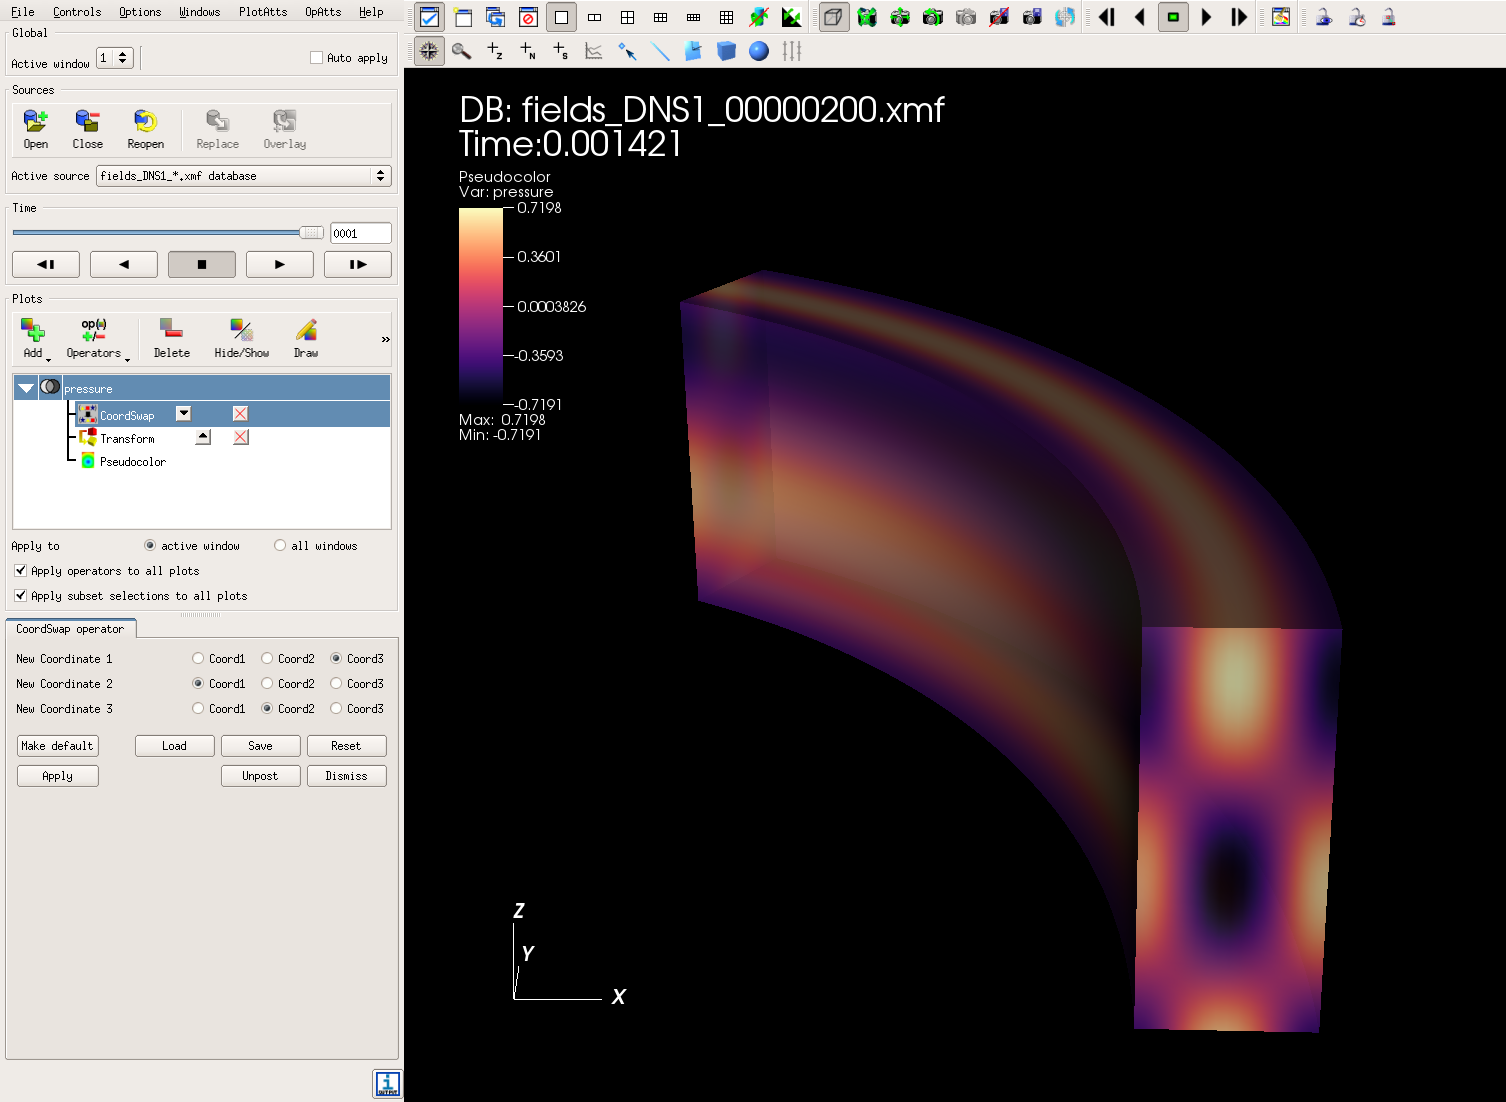 File Controls Options Windows PlotAtts OpAtts Help
Global
Active window 1 Auto apply
Sources
Open Close Reopen Replace Overlay
Active source fields_DNS1_*.xmf database
Time
0001
Plots
op(·)
+/-
Add Operators Delete Hide/Show Draw »
pressure
CoordSwap
Transform
Pseudocolor
Apply to active window all windows
Apply operators to all plots
Apply subset selections to all plots
CoordSwap operator
New Coordinate 1 Coord1 Coord2 Coord3
New Coordinate 2 Coord1 Coord2 Coord3
New Coordinate 3 Coord1 Coord2 Coord3
Make default Load Save Reset
Apply Unpost Dismiss
i
OUTPUT
Z N S
DB: fields_DNS1_00000200.xmf
Time:0.001421
Pseudocolor
Var: pressure
0.7198
0.3601
0.0003826
-0.3593
-0.7191
Max: 0.7198
Min: -0.7191
Z
Y
X